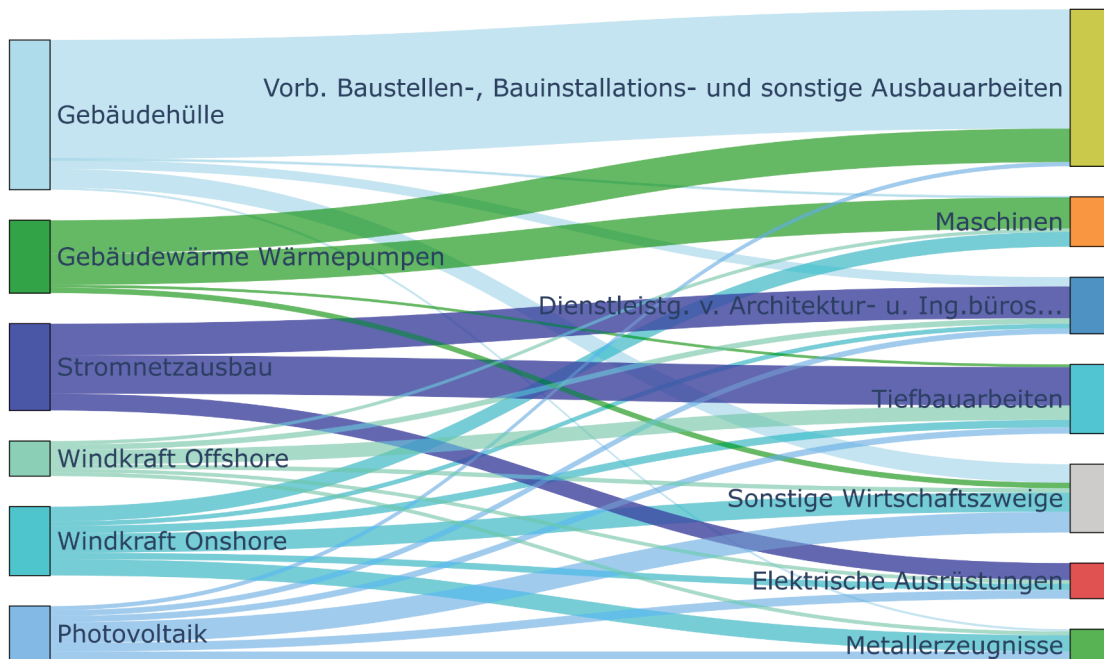 Gebäudehülle
Gebäudewärme Wärmepumpen
Stromnetzausbau
Windkraft Offshore
Windkraft Onshore
Photovoltaik
Vorb. Baustellen-, Bauinstallations- und sonstige Ausbauarbeiten
Maschinen
Dienstleistg. v. Architektur- u. Ing.büros...
Tiefbauarbeiten
Sonstige Wirtschaftszweige
Elektrische Ausrüstungen
Metallerzeugnisse